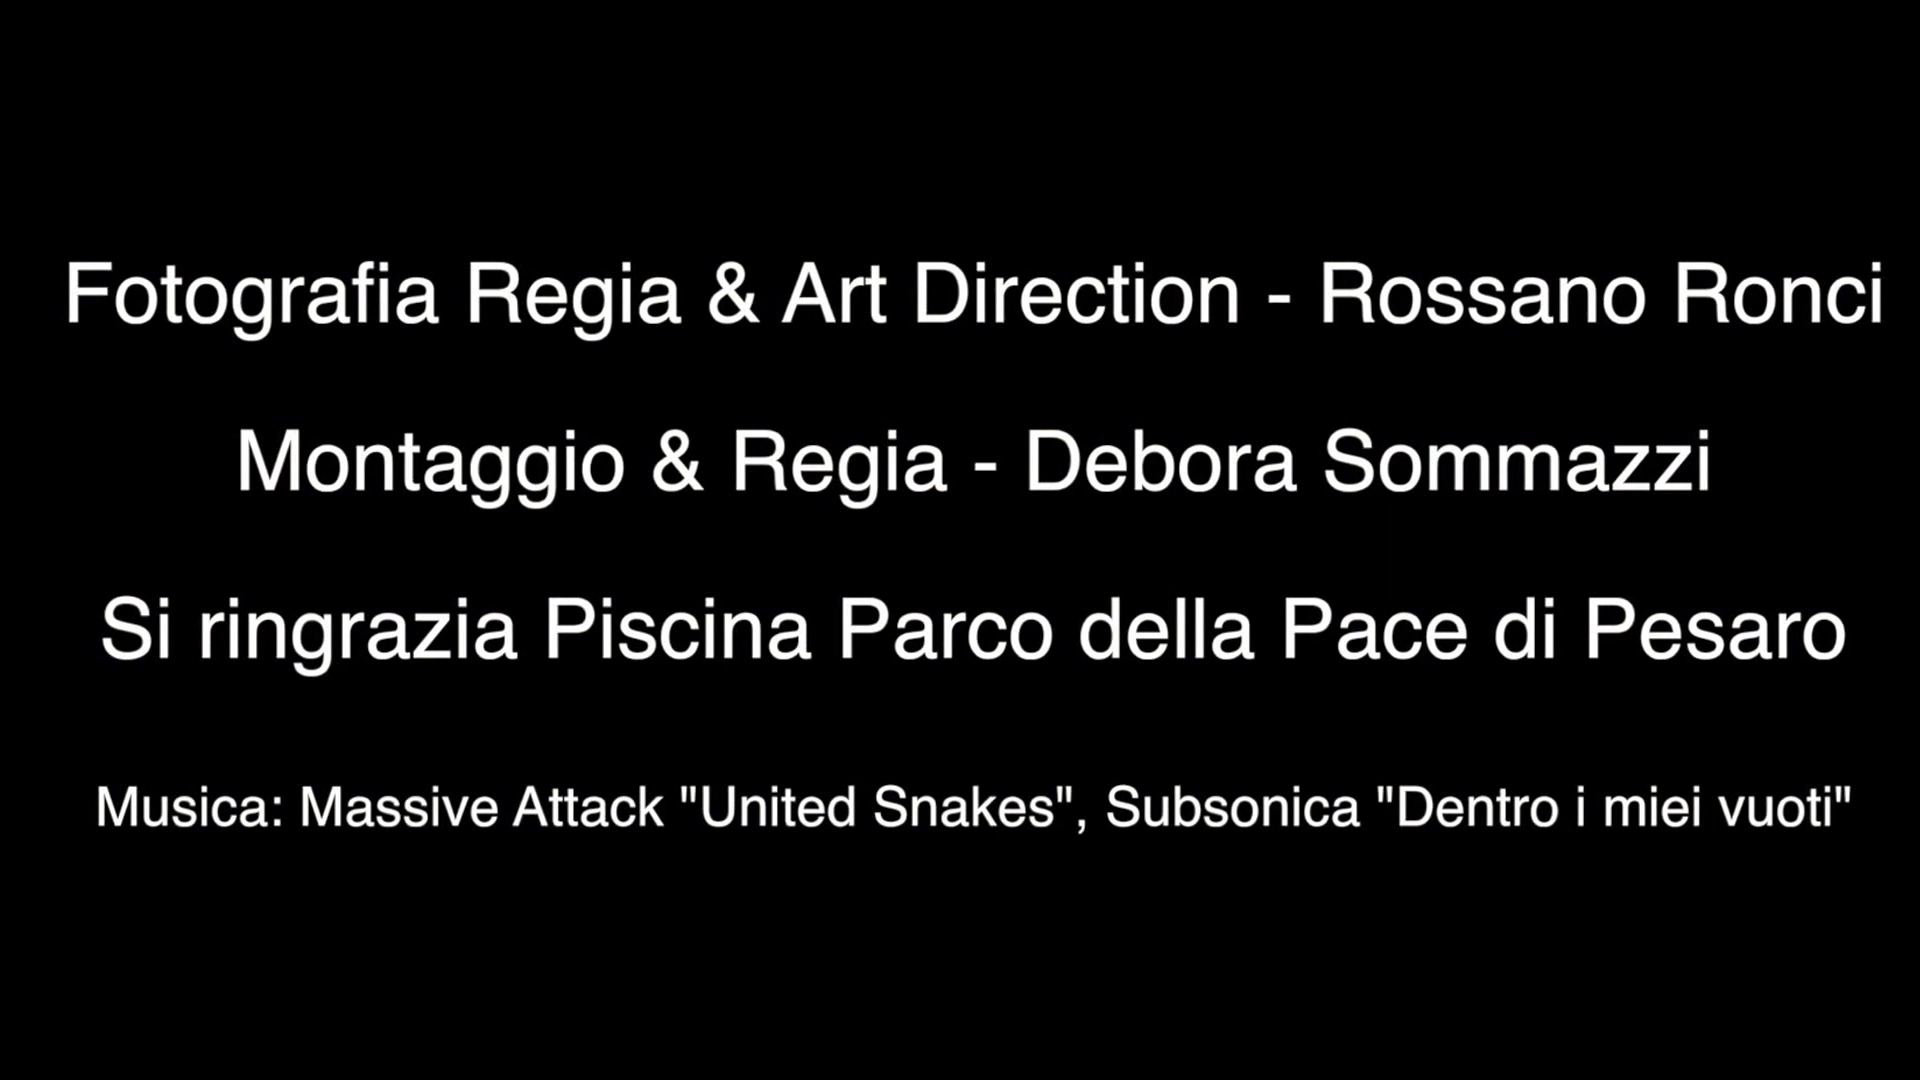 Fotografia Regia & Art Direction - Rossano Ronci
Montaggio & Regia - Debora Sommazzi
Si ringrazia Piscina Parco della Pace di Pesaro
Musica: Massive Attack "United Snakes", Subsonica "Dentro i miei vuoti"